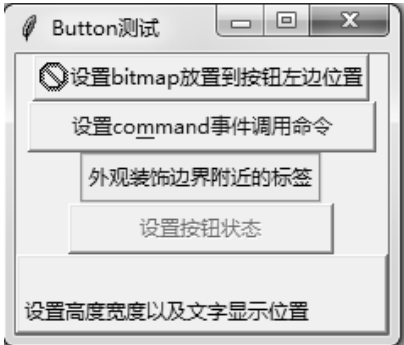 Button测试
设置bitmap放置到按钮左边位置
设置command事件调用命令
外观装饰边界附近的标签
设置按钮状态
设置高度宽度以及文字显示位置